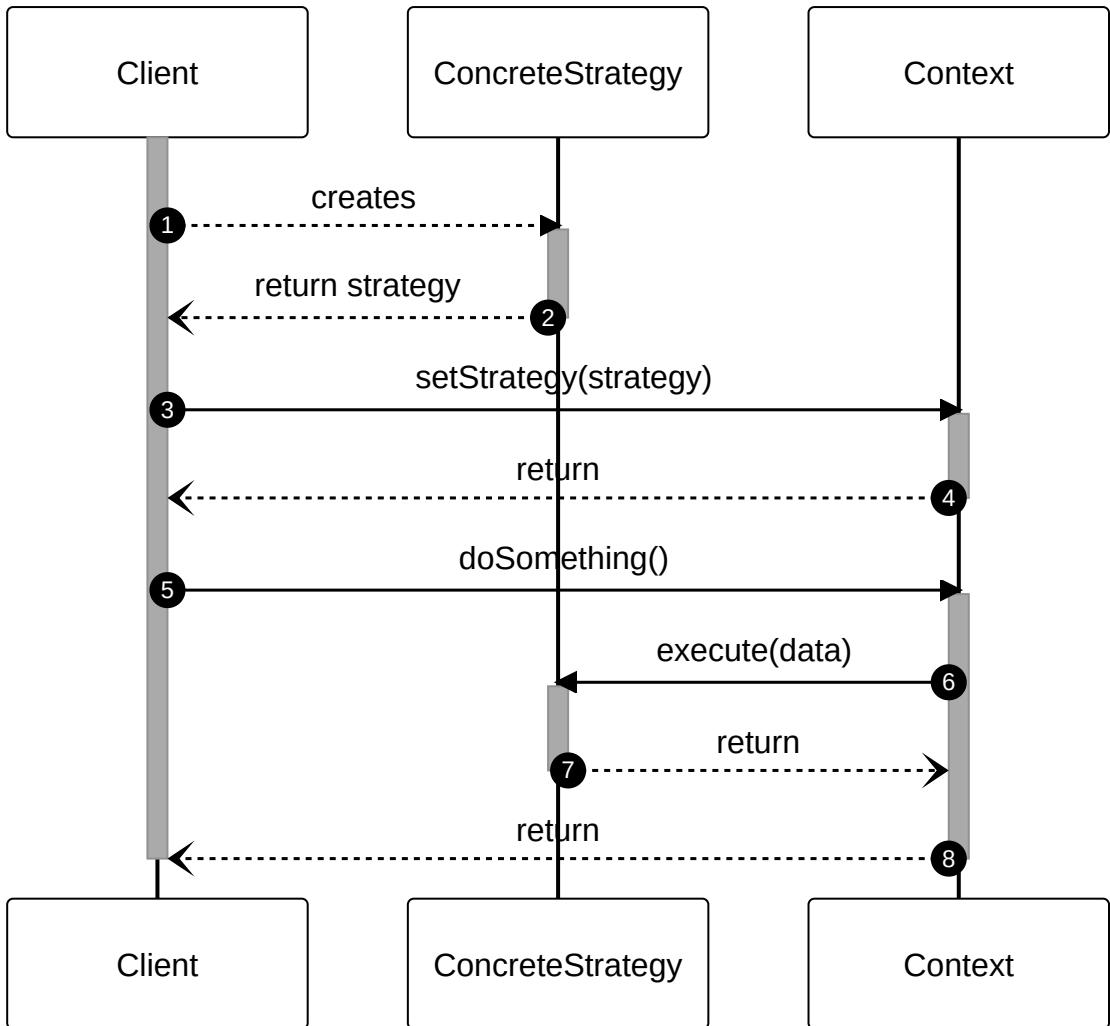 Client
ConcreteStrategy
Context
creates
1
return strategy
2
setStrategy(strategy)
3
return
4
doSomething()
5
execute(data)
6
return
7
return
8
Client
ConcreteStrategy
Context